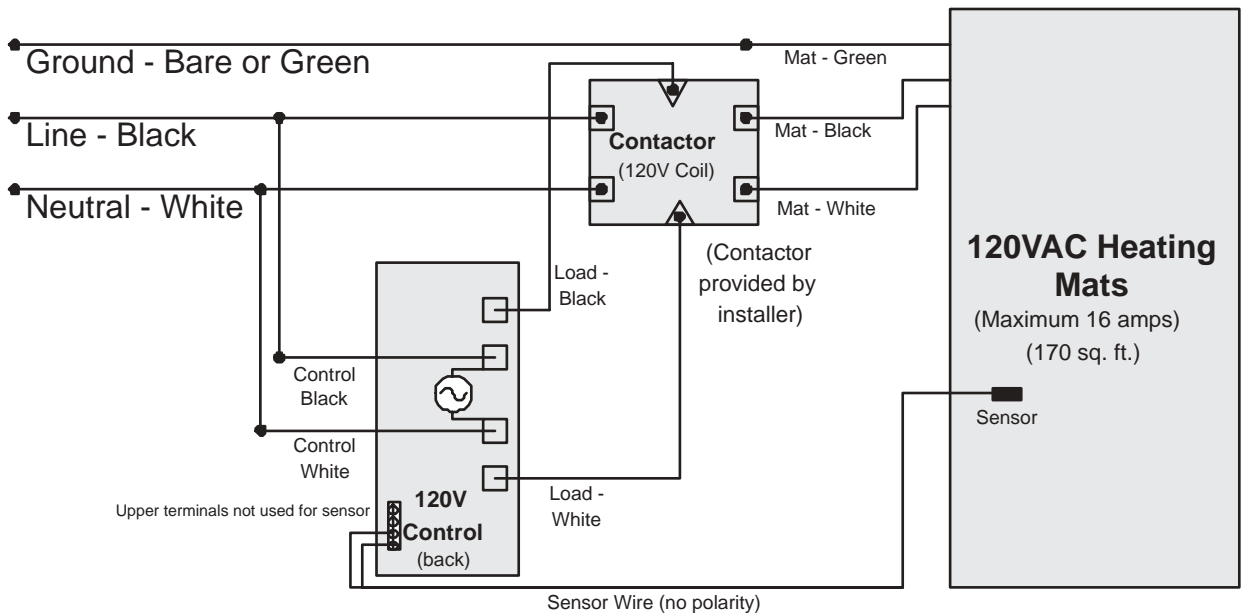 Ground - Bare or Green
Mat - Green
Line - Black
Contactor
(120V Coil)
Mat - Black
Neutral - White
Mat - White
(Contactor
provided by
installer)
Load -
Black
120VAC Heating
Mats
(Maximum 16 amps)
(170 sq. ft.)
Control
Black
Sensor
Control
White
Load -
White
Upper terminals not used for sensor
120V
Control
(back)
Sensor Wire (no polarity)